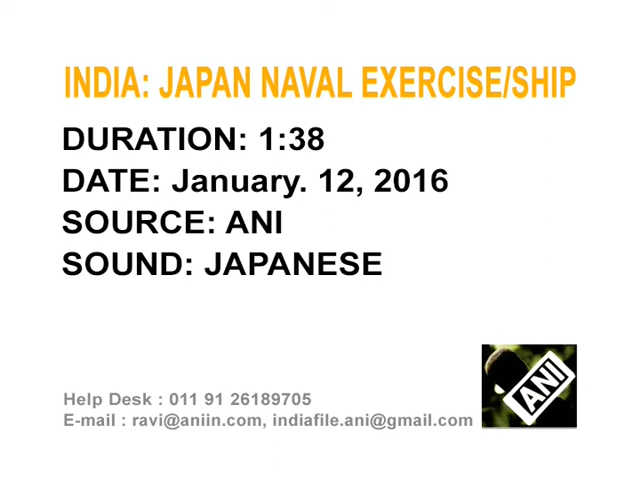 INDIA: JAPAN NAVAL EXERCISE/SHIP
DURATION: 1:38
DATE: January. 12, 2016
SOURCE: ANI
SOUND: JAPANESE
Help Desk : 011 91 26189705
E-mail : ravi@aniin.com, indiafile.ani@gmail.com
ANI